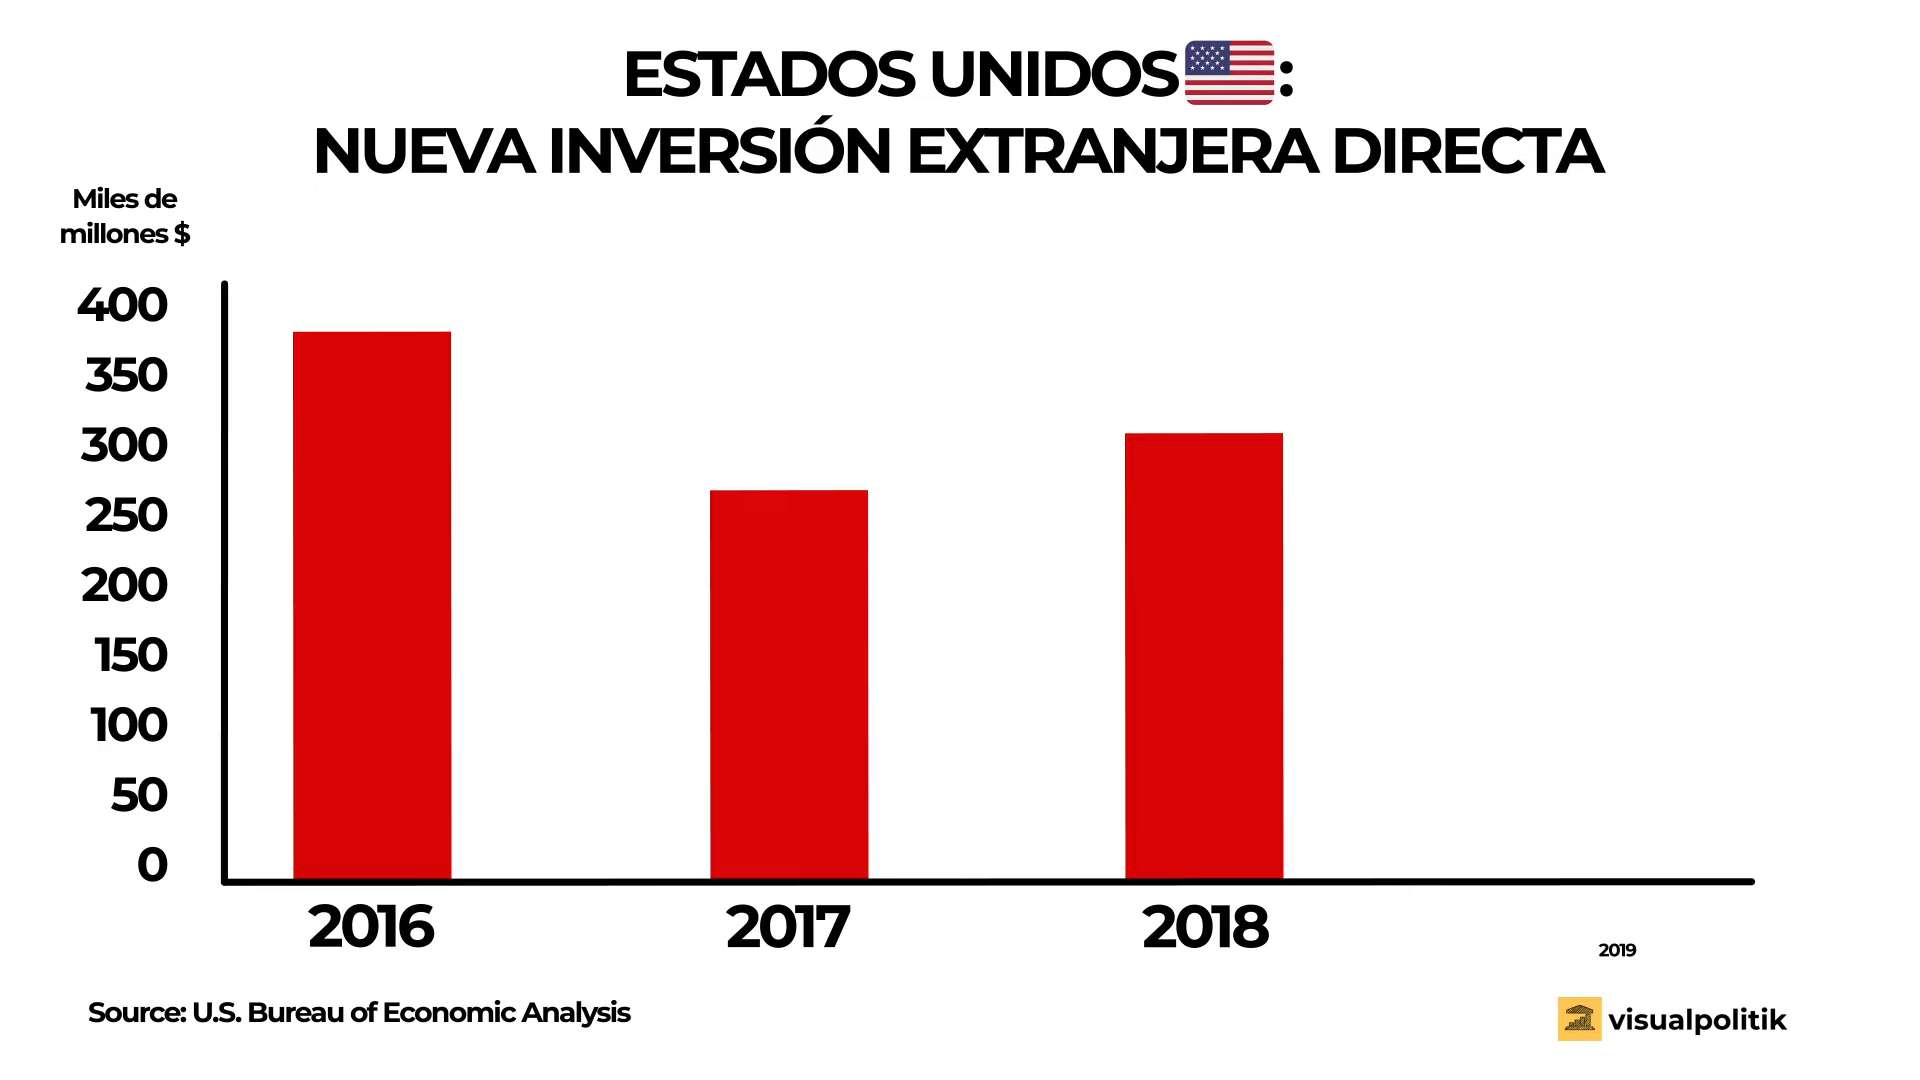 ESTADOS UNIDOS:
NUEVA INVERSIÓN EXTRANJERA DIRECTA
Miles de
millones $
400
350
300
250
200
150
100
50
0
2016
2017
2018
2019
Source: U.S. Bureau of Economic Analysis
visualpolitik